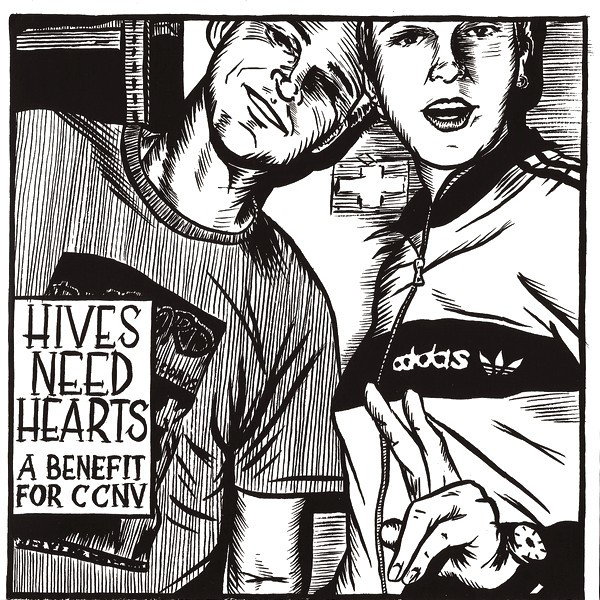 adidas
HIVES
NEED
HEARTS
A BENEFIT
FOR CCNV